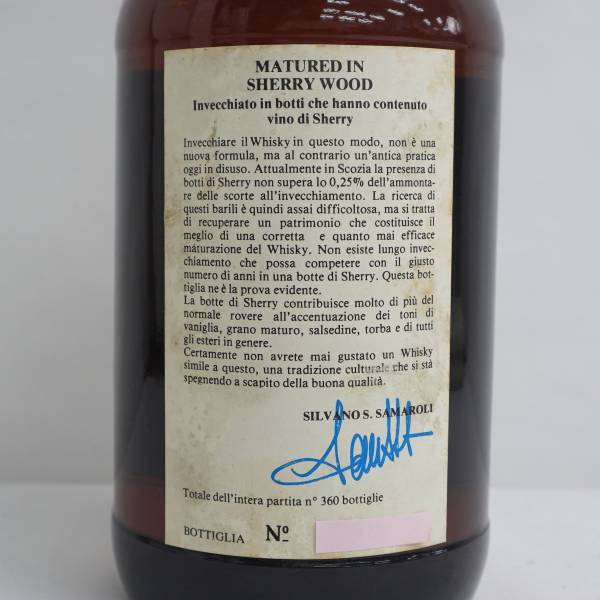 MATURED IN
SHERRY WOOD
Invecchiato in botti che hanno contenuto
vino di Sherry
Invecchiare il Whisky in questo modo, non è una
nuova formula, ma al contrario un'antica pratica
oggi in disuso. Attualmente in Scozia la presenza di
botti di Sherry non supera lo 0,25% dell'ammonta-
re delle scorte all'invecchiamento. La ricerca di
questi barili è quindi assai difficoltosa, ma si tratta
di recuperare un patrimonio che costituisce il
meglio di una corretta e quanto mai efficace
maturazione del Whisky. Non esiste lungo invec-
chiamento che possa competere con il giusto
numero di anni in una botte di Sherry. Questa bot-
tiglia ne è la prova evidente.
La botte di Sherry contribuisce molto di più del
normale rovere all'accentuazione dei toni di
vaniglia, grano maturo, salsedine, torba e di tutti
gli esteri in genere.
Certamente non avrete mai gustato un Whisky
simile a questo, una tradizione culturale che si stà
spegnendo a scapito della buona qualità.
SILVANO S. SAMAROLI
Totale dell'intera partita n° 360 bottiglie
BOTTIGLIA Nº